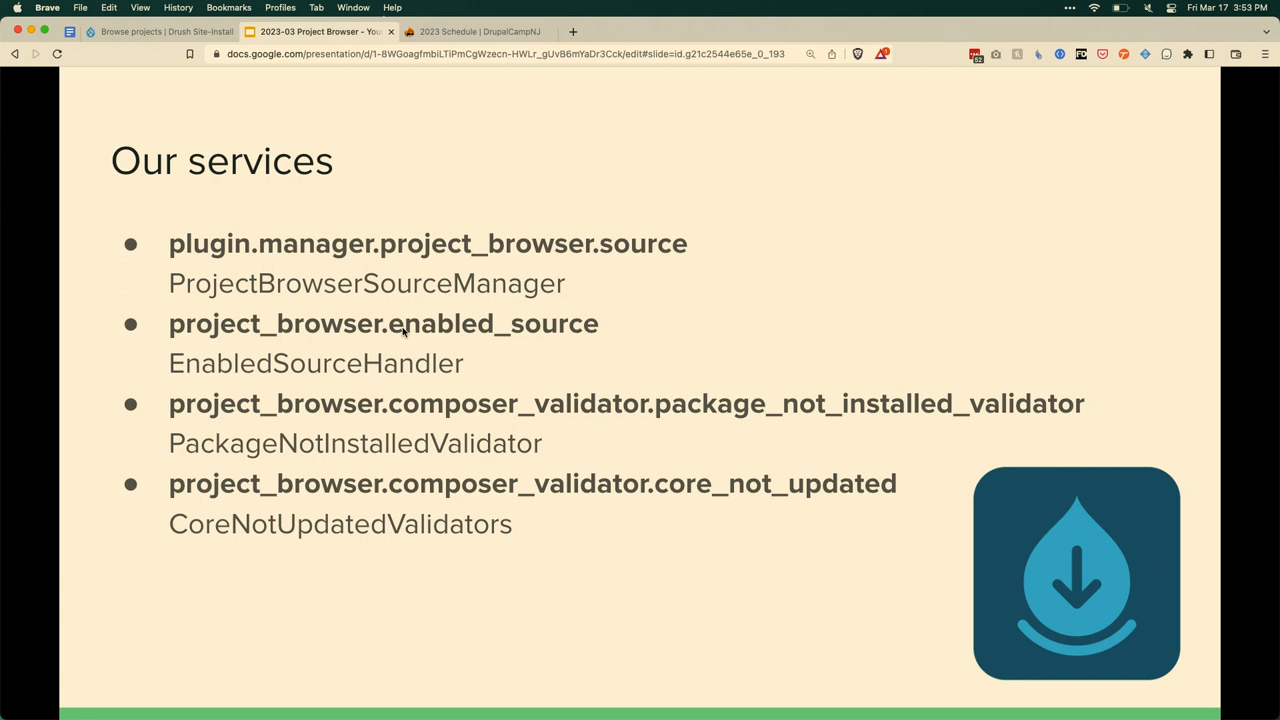 Brave File Edit View History Bookmarks Profiles Tab Window Help Fri Mar 17 3:53 PM
Browse projects | Drush Site-Install 2023-03 Project Browser - You 2023 Schedule | DrupalCampNJ
docs.google.com/presentation/d/1-8WGoagfmbiLTiPmCgWzecn-HWLr_gUvB6mYaDr3Cck/edit#slide=id.g21c2544e65e_0_193
Our services
● plugin.manager.project_browser.source
ProjectBrowserSourceManager
● project_browser.enabled_source
EnabledSourceHandler
● project_browser.composer_validator.package_not_installed_validator
PackageNotInstalledValidator
● project_browser.composer_validator.core_not_updated
CoreNotUpdatedValidators